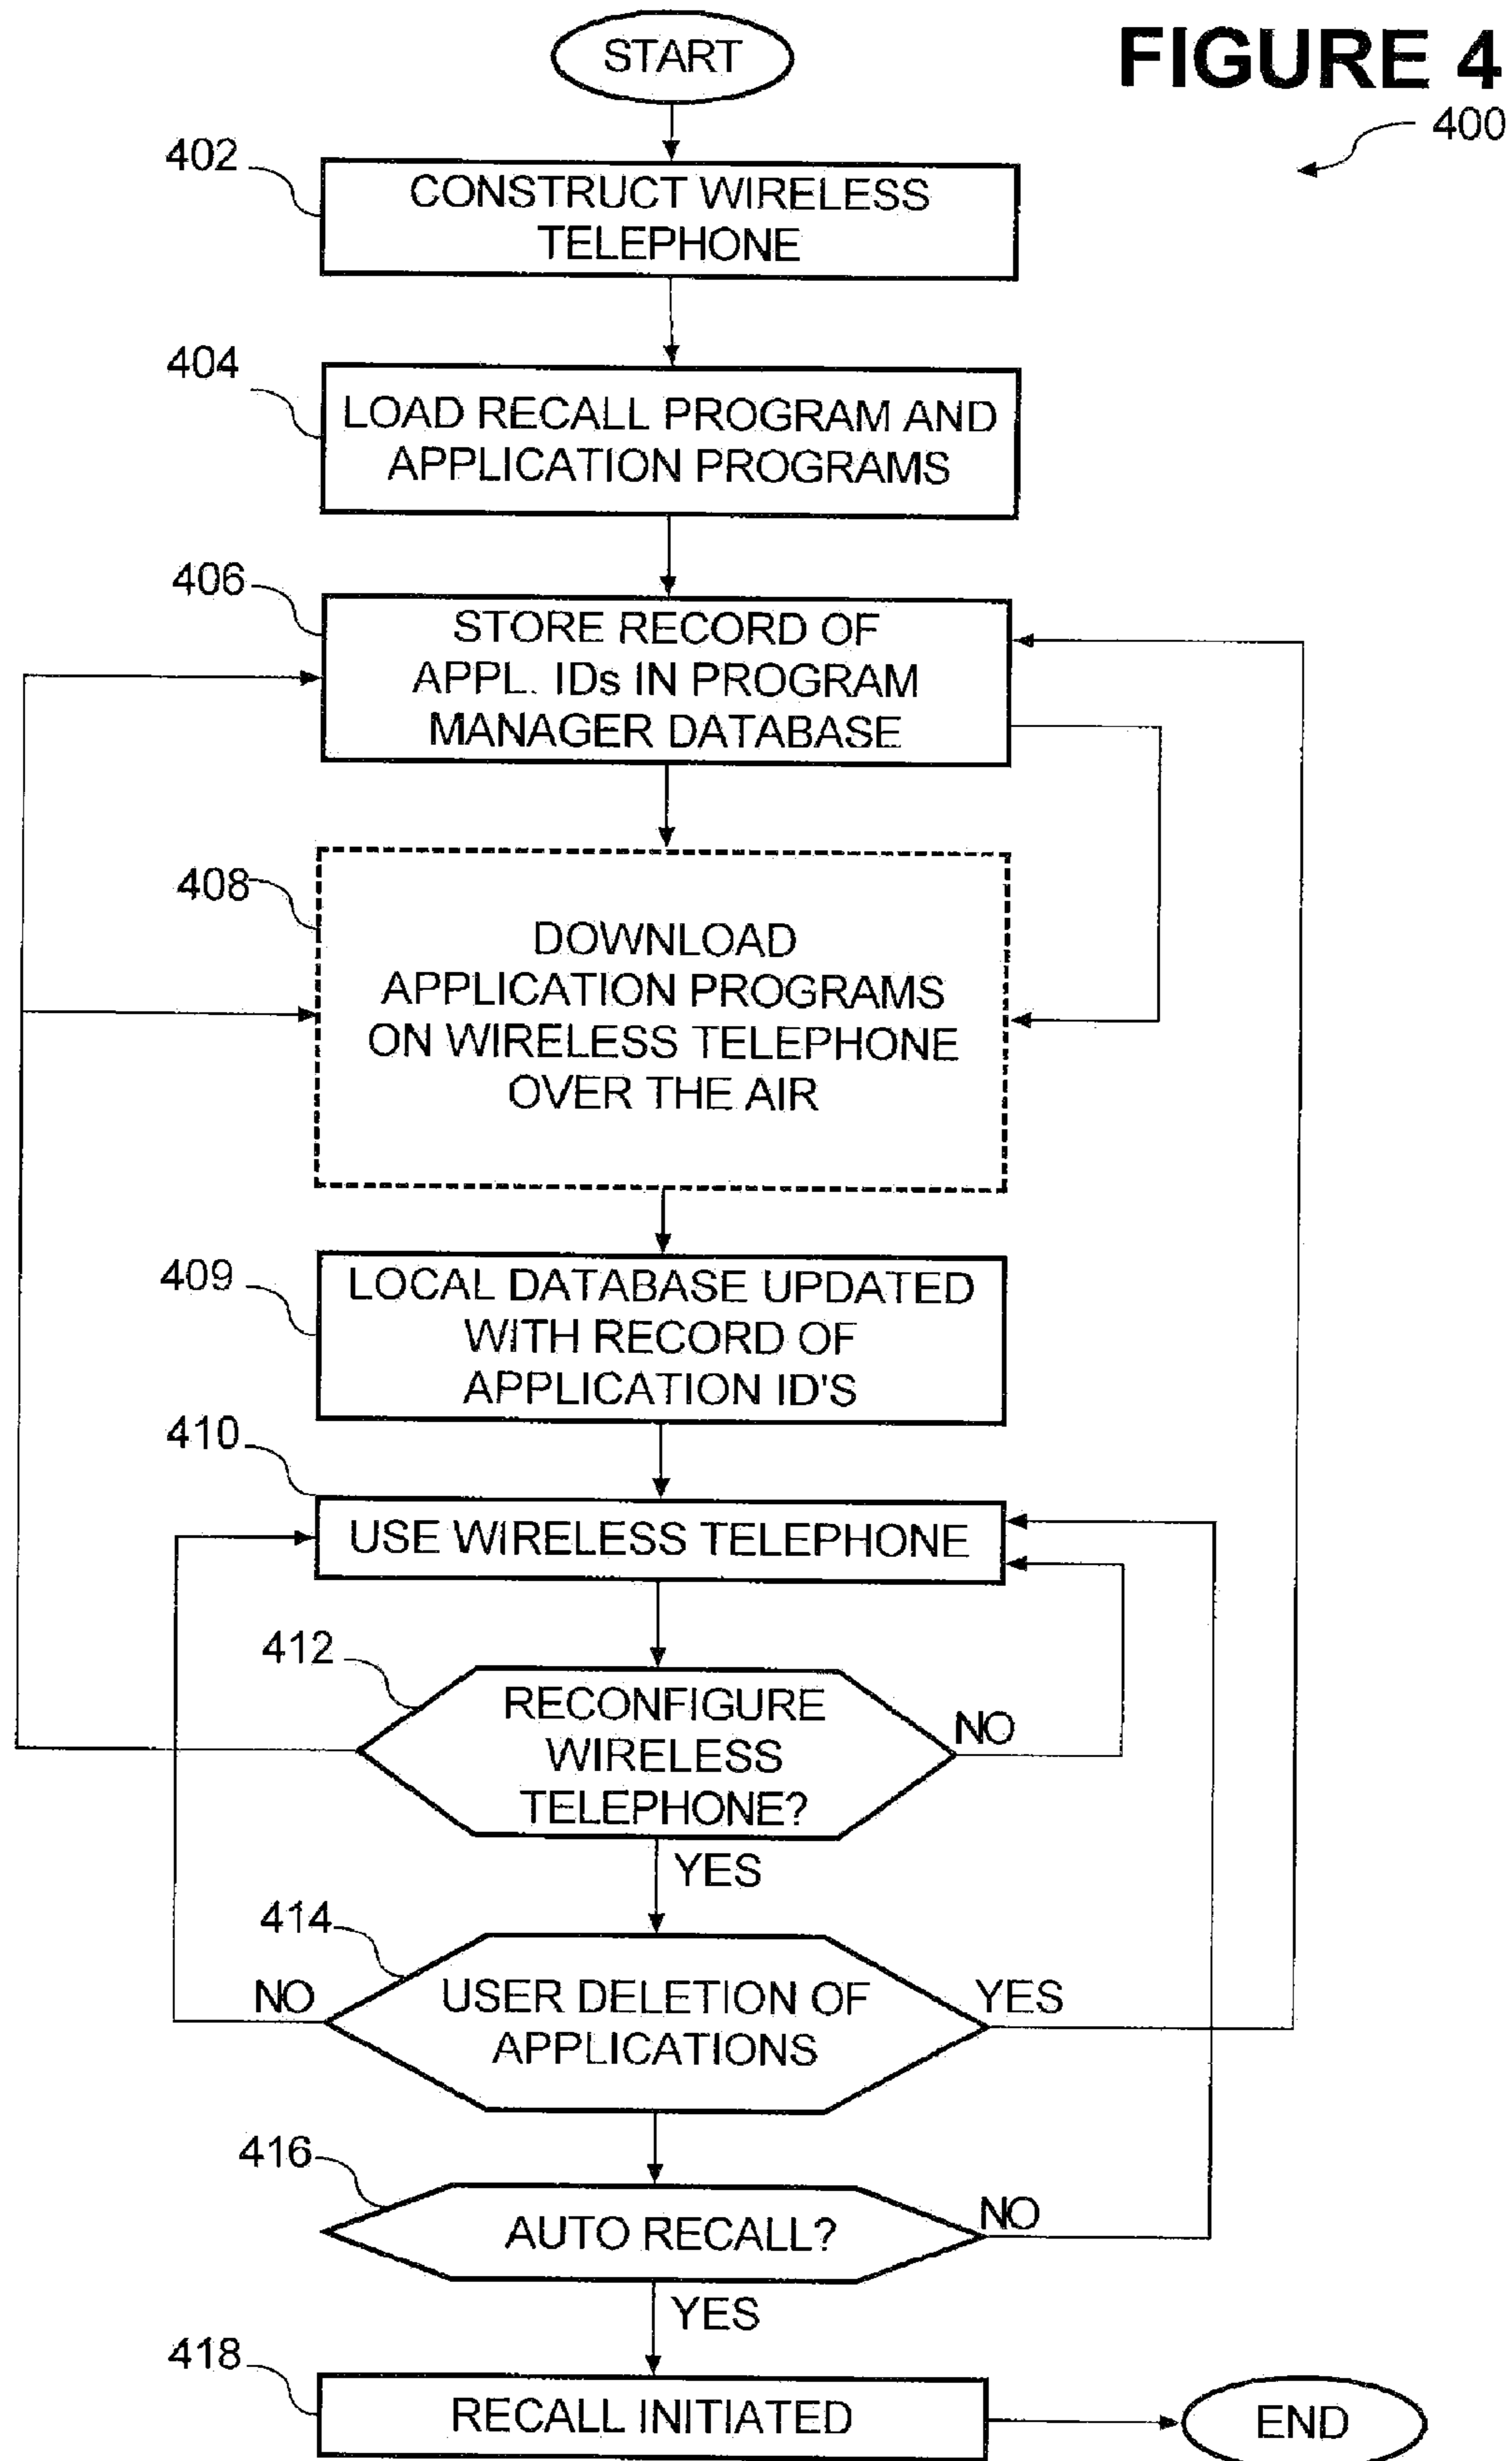 START
FIGURE 4
400
402
CONSTRUCT WIRELESS
TELEPHONE
404
LOAD RECALL PROGRAM AND
APPLICATION PROGRAMS
406
STORE RECORD OF
APPL. IDs IN PROGRAM
MANAGER DATABASE
408
DOWNLOAD
APPLICATION PROGRAMS
ON WIRELESS TELEPHONE
OVER THE AIR
409
LOCAL DATABASE UPDATED
WITH RECORD OF
APPLICATION ID'S
410
USE WIRELESS TELEPHONE
412
RECONFIGURE
WIRELESS
TELEPHONE?
NO
YES
414
NO
USER DELETION OF
APPLICATIONS
YES
416
AUTO RECALL?
NO
YES
418
RECALL INITIATED
END